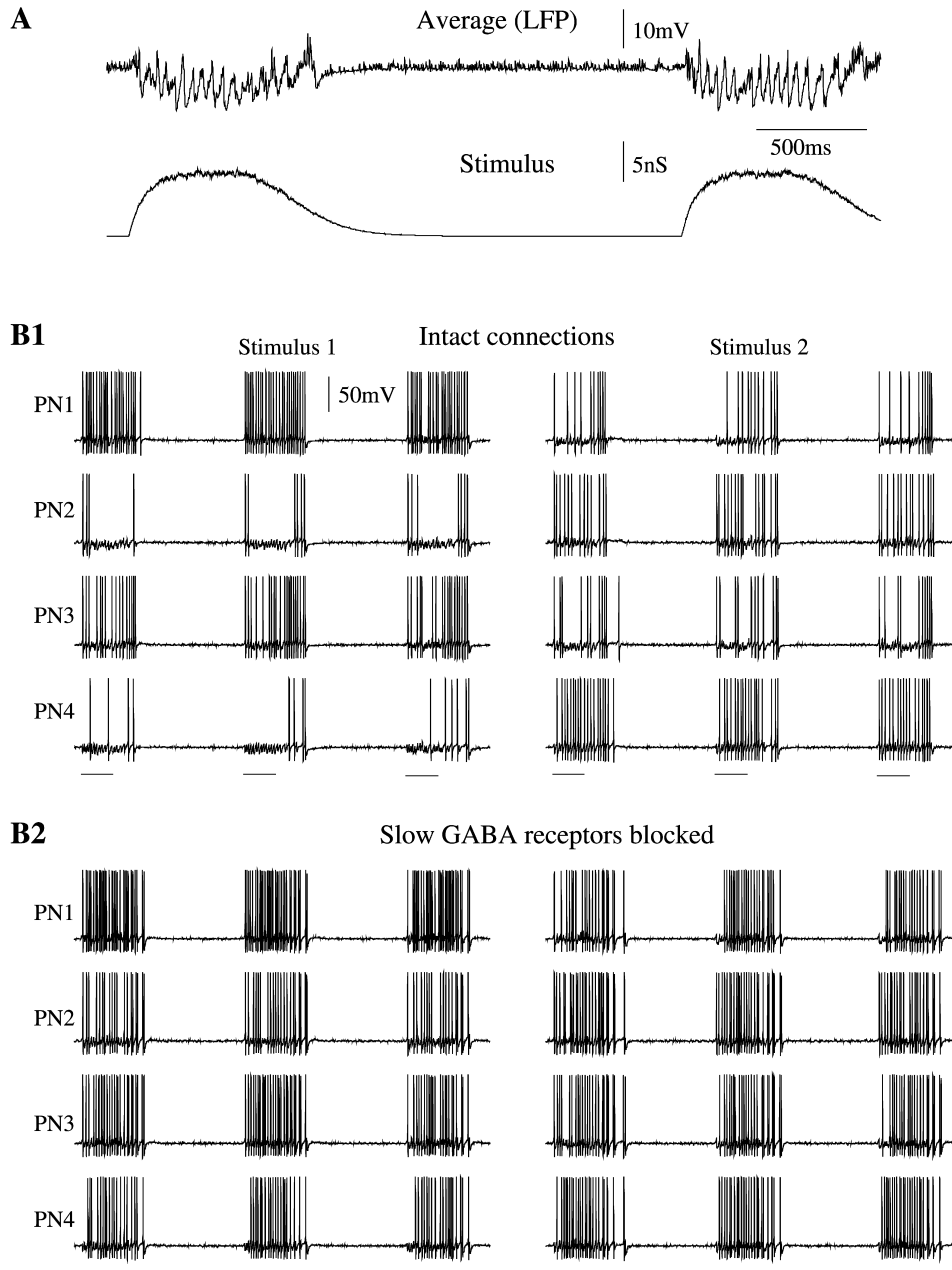 A
Average (LFP)
10mV
500ms
Stimulus
5nS
B1
Intact connections
Stimulus 1
Stimulus 2
50mV
PN1
PN2
PN3
PN4
B2
Slow GABA receptors blocked
PN1
PN2
PN3
PN4